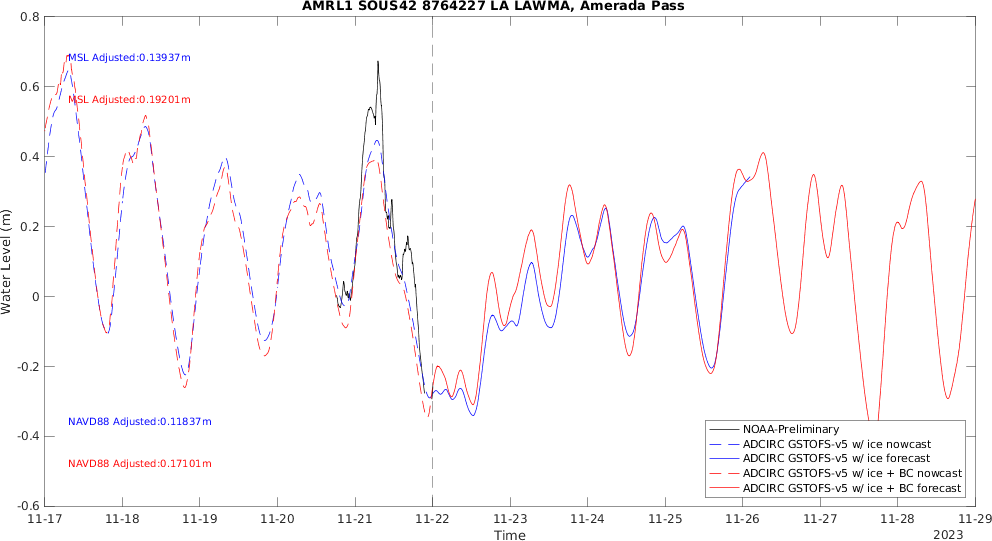 AMRL1 SOUS42 8764227 LA LAWMA, Amerada Pass
0.8
0.6
0.4
0.2
0
-0.2
-0.4
-0.6
Water Level (m)
MSL Adjusted:0.13937m
MSL Adjusted:0.19201m
NAVD88 Adjusted:0.11837m
NAVD88 Adjusted:0.17101m
NOAA-Preliminary
ADCIRC GSTOFS-v5 w/ ice nowcast
ADCIRC GSTOFS-v5 w/ ice forecast
ADCIRC GSTOFS-v5 w/ ice + BC nowcast
ADCIRC GSTOFS-v5 w/ ice + BC forecast
11-17 11-18 11-19 11-20 11-21 11-22 11-23 11-24 11-25 11-26 11-27 11-28 11-29
Time
2023